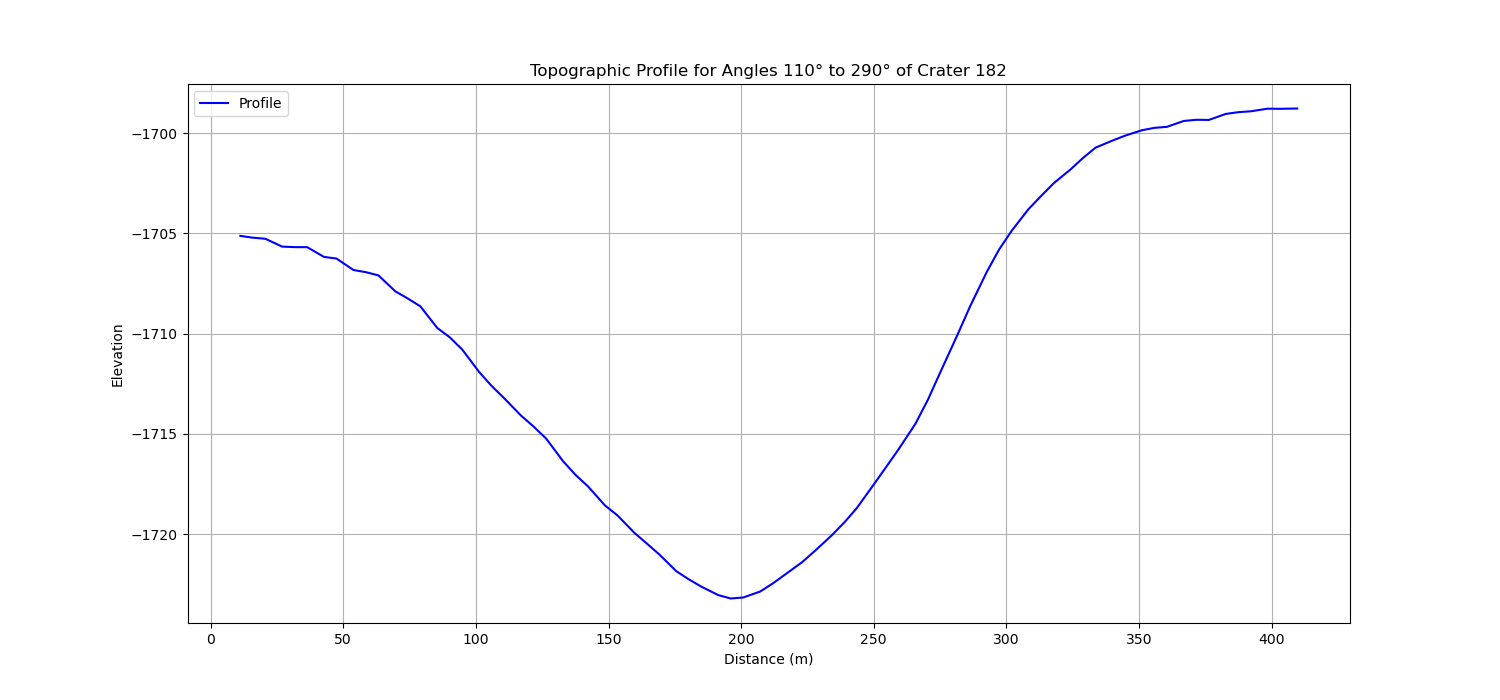 Topographic Profile for Angles 110° to 290° of Crater 182
Profile
−1700
−1705
−1710
−1715
−1720
Elevation
0 50 100 150 200 250 300 350 400
Distance (m)